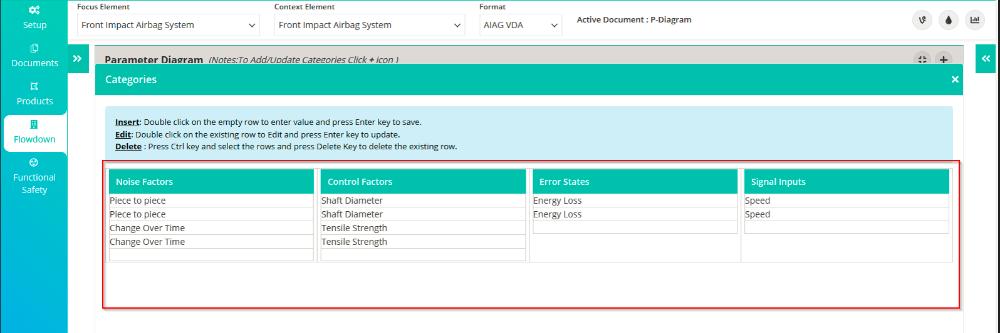 Setup
Documents
Products
Flowdown
Functional
Safety
Focus Element
Front Impact Airbag System
Context Element
Front Impact Airbag System
Format
AIAG VDA
Active Document : P-Diagram
Parameter Diagram (Notes:To Add/Update Categories Click + icon )
Categories
Insert: Double click on the empty row to enter value and press Enter key to save.
Edit: Double click on the existing row to Edit and press Enter key to update.
Delete : Press Ctrl key and select the rows and press Delete Key to delete the existing row.
Noise Factors
Piece to piece
Piece to piece
Change Over Time
Change Over Time
Control Factors
Shaft Diameter
Shaft Diameter
Tensile Strength
Tensile Strength
Error States
Energy Loss
Energy Loss
Signal Inputs
Speed
Speed